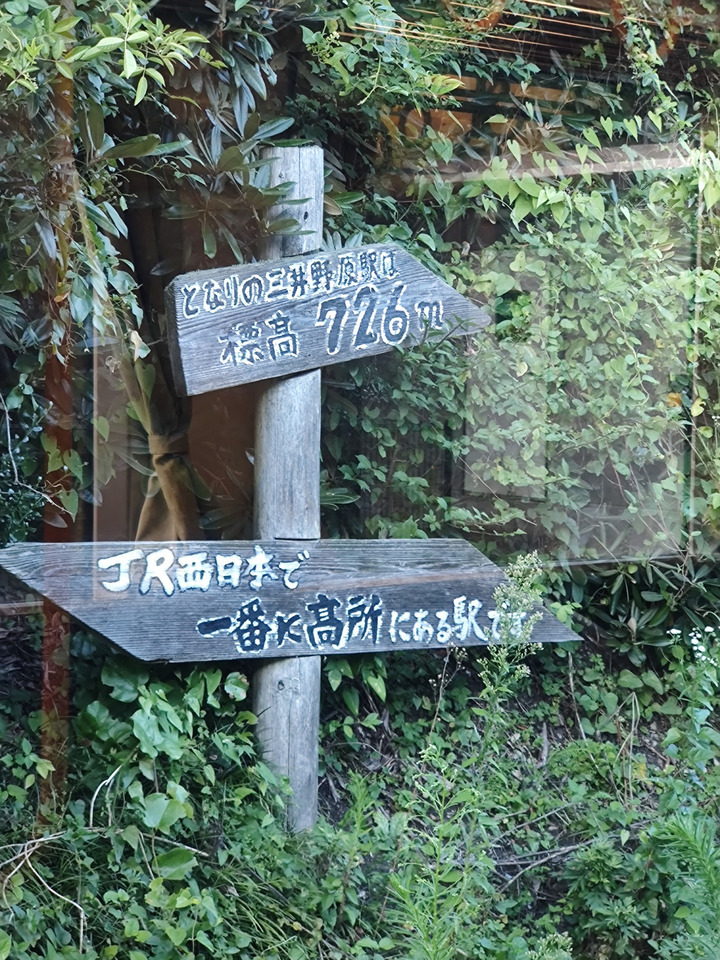 となりの三井野原駅は
標高 726m
JR西日本で
一番に高所にある駅です